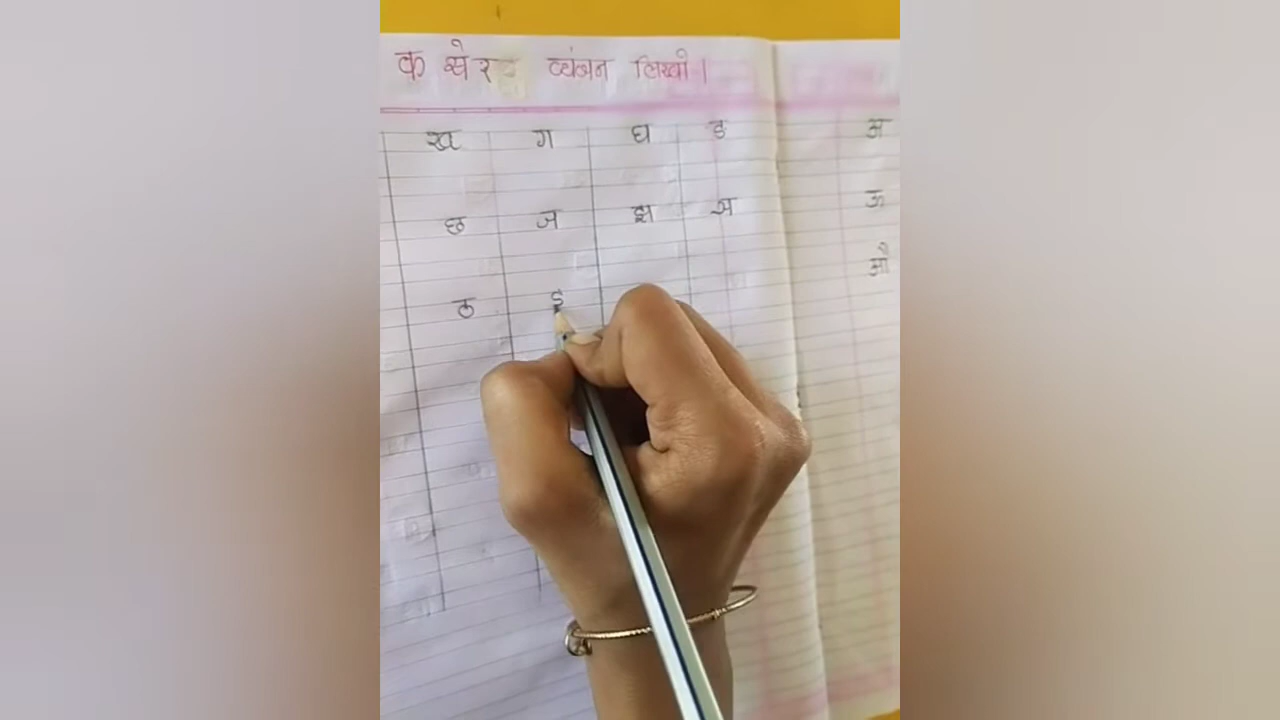 क से र व्यंजन लिखो।
ख ग घ ङ
छ ज झ ञ
ठ ड
अ
ऊ
औ